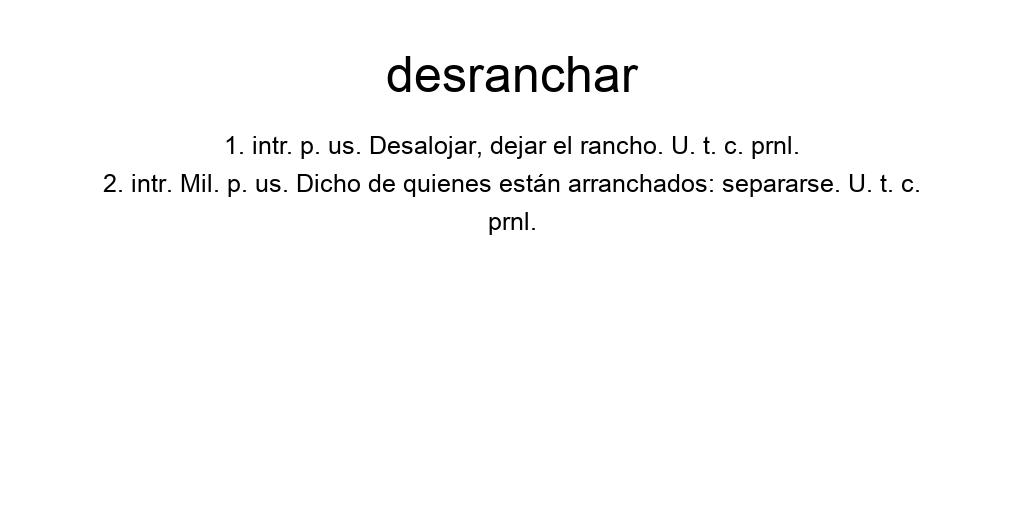 desranchar
1. intr. p. us. Desalojar, dejar el rancho. U. t. c. prnl.
2. intr. Mil. p. us. Dicho de quienes están arranchados: separarse. U. t. c.
prnl.